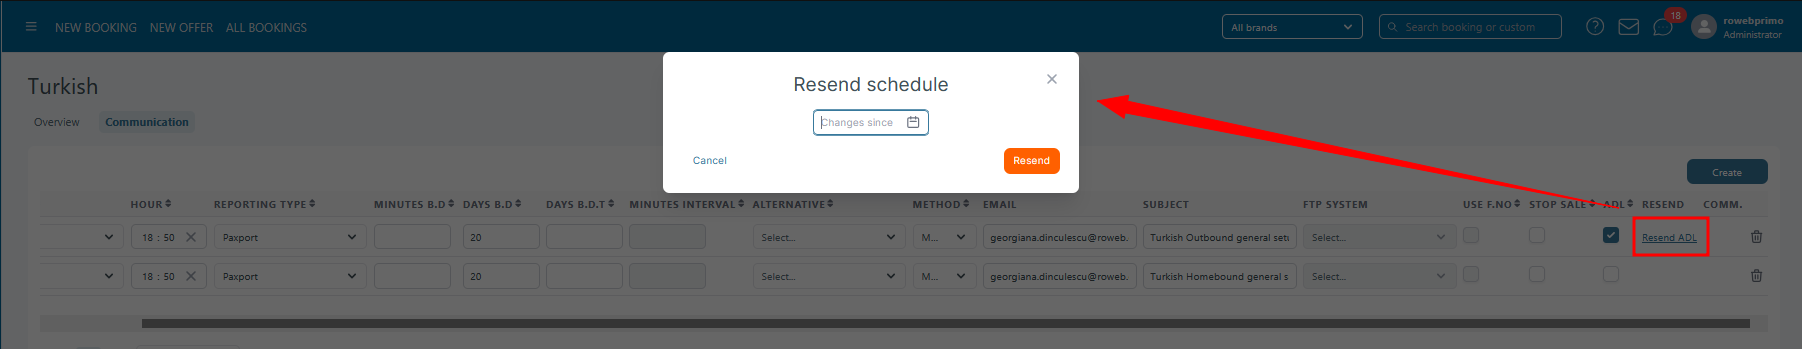 NEW BOOKING NEW OFFER ALL BOOKINGS All brands Search booking or custom 18 rowebprimo
Administrator
Turkish
Overview Communication
Resend schedule
Changes since
Cancel Resend
Create
HOUR REPORTING TYPE MINUTES B.D DAYS B.D DAYS B.D.T MINUTES INTERVAL ALTERNATIVE METHOD EMAIL SUBJECT FTP SYSTEM USE F.NO STOP SALE ADL RESEND COMM.
18 : 50 Paxport 20 Select... M... georgiana.dinculescu@roweb. Turkish Outbound general setu Select... Resend ADL
18 : 50 Paxport 20 Select... M... georgiana.dinculescu@roweb. Turkish Homebound general s Select...